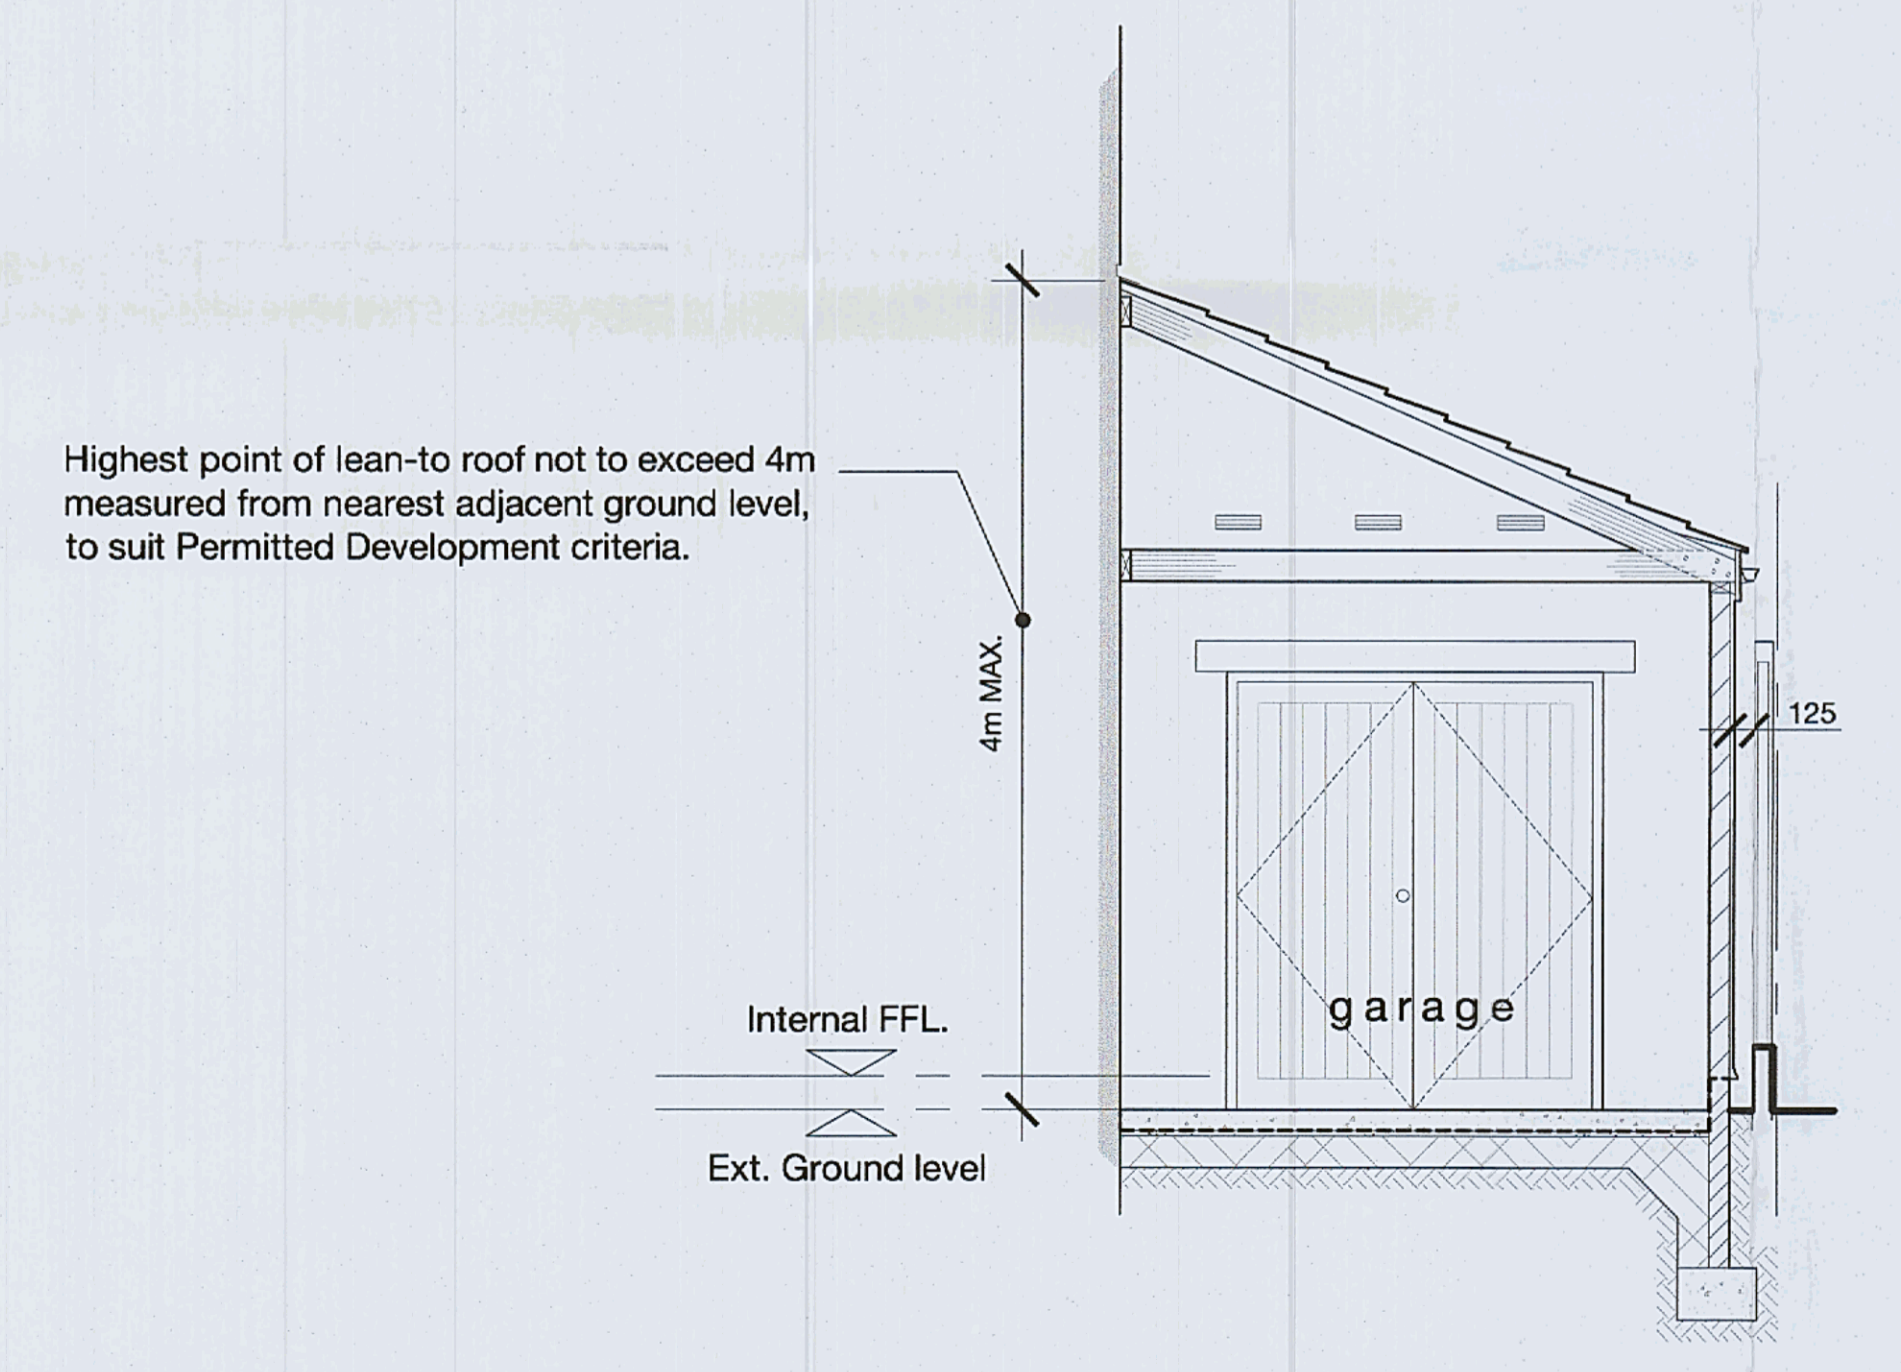 Highest point of lean-to roof not to exceed 4m
measured from nearest adjacent ground level,
to suit Permitted Development criteria.
4m MAX.
125
garage
Internal FFL.
Ext. Ground level